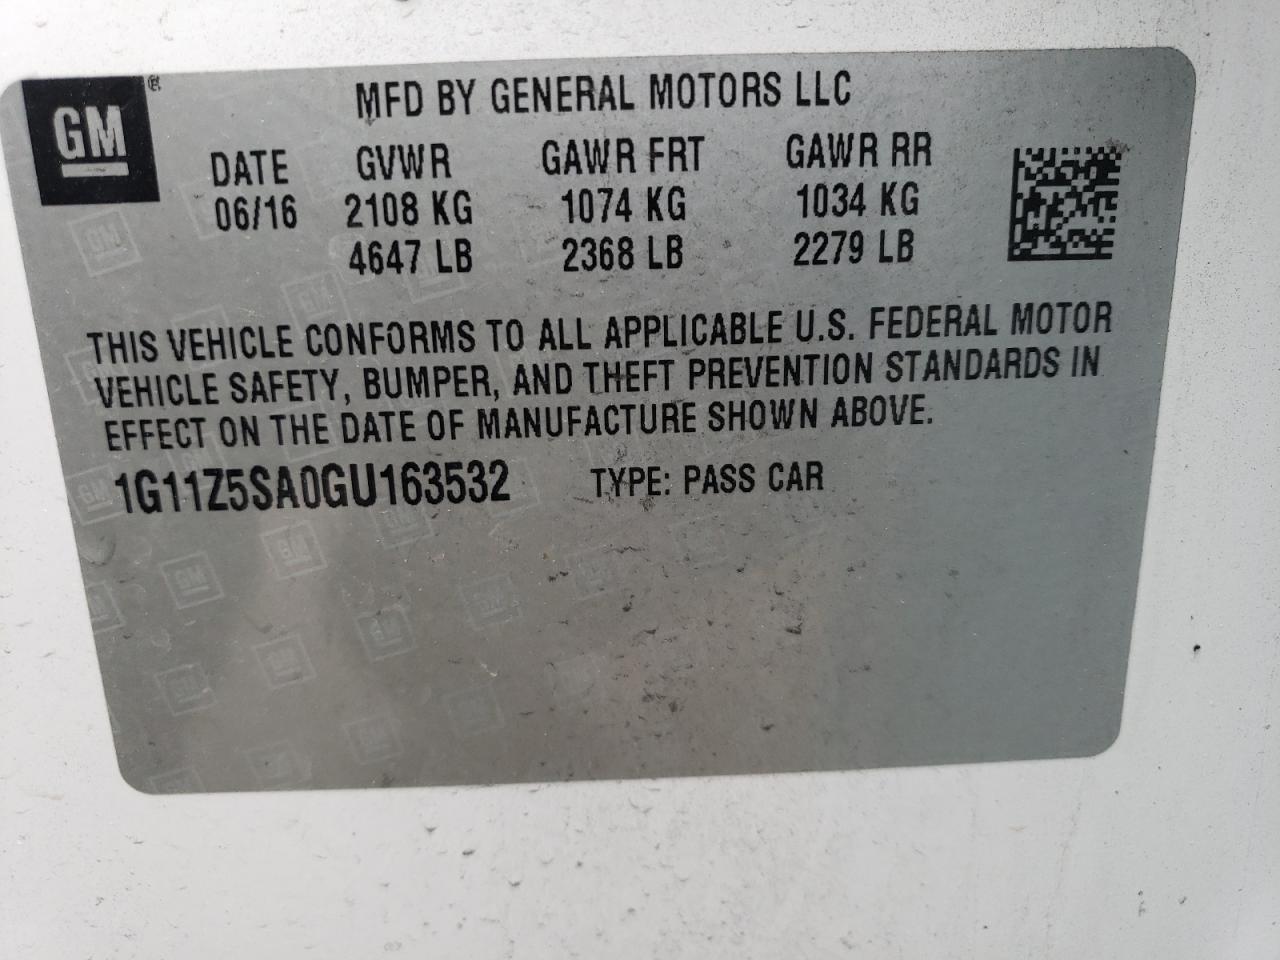 GM ®
MFD BY GENERAL MOTORS LLC
DATE GVWR GAWR FRT GAWR RR
06/16 2108 KG 1074 KG 1034 KG
4647 LB 2368 LB 2279 LB
THIS VEHICLE CONFORMS TO ALL APPLICABLE U.S. FEDERAL MOTOR
VEHICLE SAFETY, BUMPER, AND THEFT PREVENTION STANDARDS IN
EFFECT ON THE DATE OF MANUFACTURE SHOWN ABOVE.
1G11Z5SA0GU163532 TYPE: PASS CAR